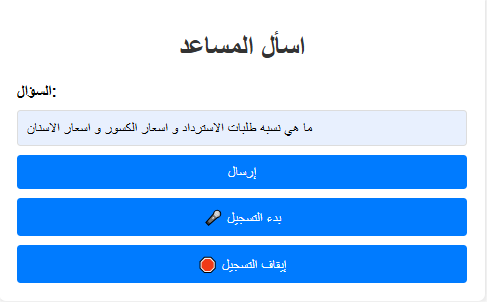 اسأل المساعد
السؤال:
ما هي نسبه طلبات الاسترداد و اسعار الكسور و اسعار الاسنان
إرسال
بدء التسجيل 🎤
إيقاف التسجيل 🛑